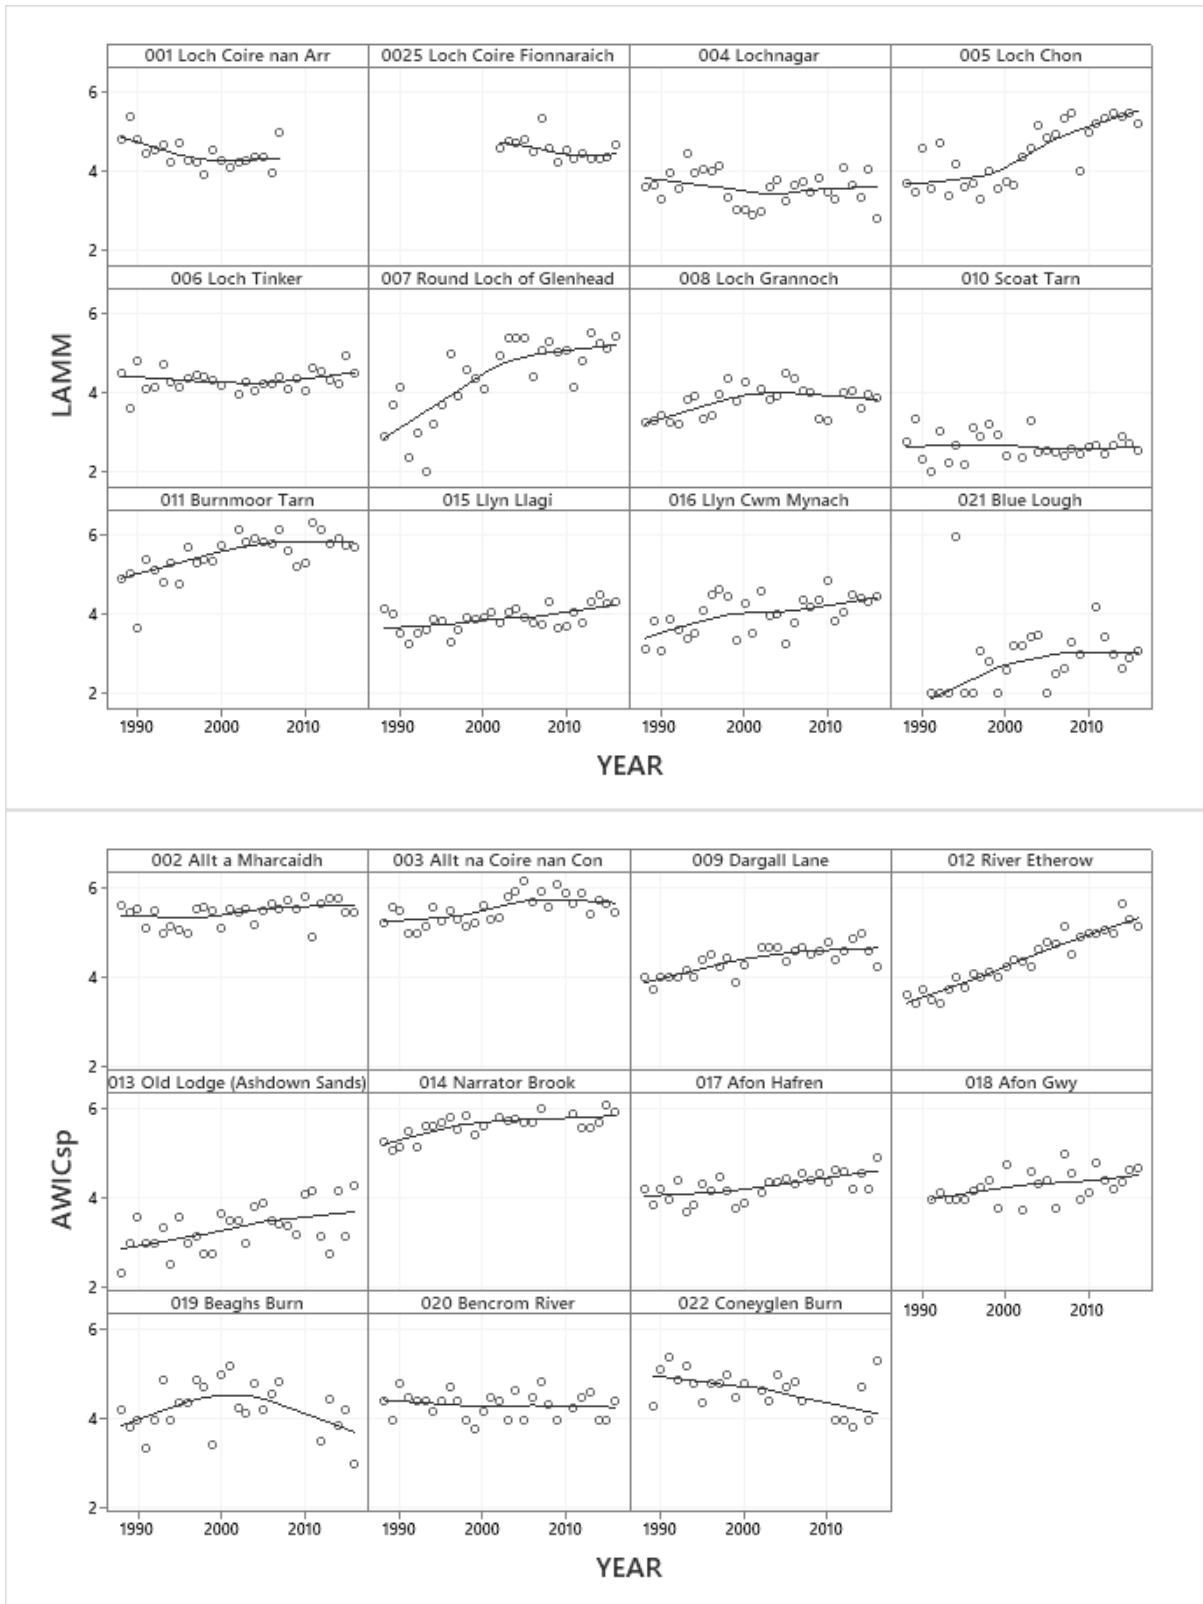 001 Loch Coire nan Arr 0025 Loch Coire Fionnaraich 004 Lochnagar 005 Loch Chon
6
4
2
006 Loch Tinker 007 Round Loch of Glenhead 008 Loch Grannoch 010 Scoat Tarn
6
4
2
LAMM
011 Burnmoor Tarn 015 Llyn Llagi 016 Llyn Cwm Mynach 021 Blue Lough
6
4
2
1990 2000 2010 1990 2000 2010 1990 2000 2010 1990 2000 2010
YEAR
002 Allt a Mharcaidh 003 Allt na Coire nan Con 009 Dargall Lane 012 River Etherow
6
4
2
013 Old Lodge (Ashdown Sands) 014 Narrator Brook 017 Afon Hafren 018 Afon Gwy
6
4
2
AWICsp
019 Beaghs Burn 020 Bencrom River 022 Coneyglen Burn 1990 2000 2010
6
4
2
1990 2000 2010 1990 2000 2010 1990 2000 2010
YEAR